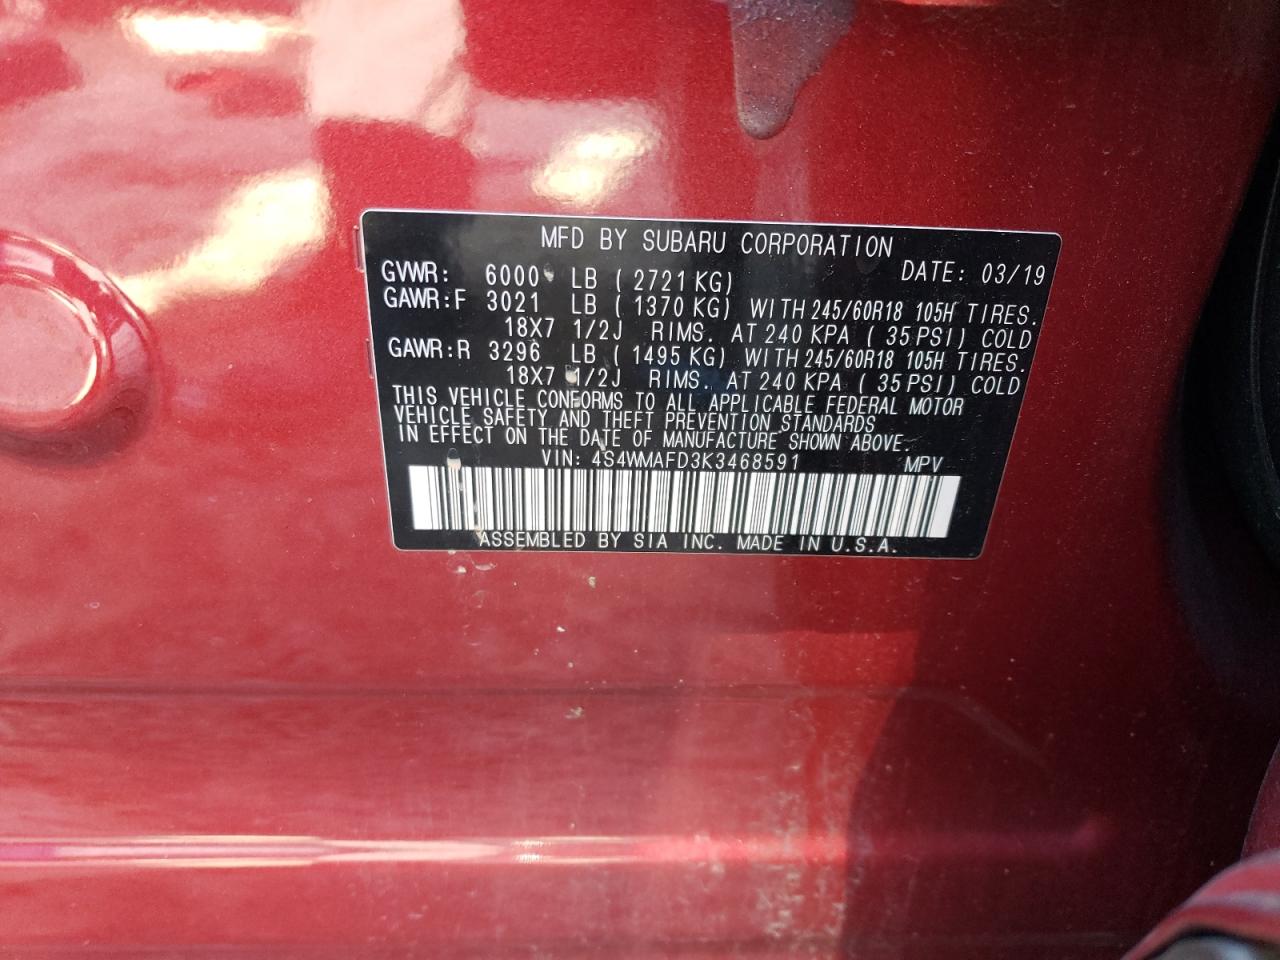 MFD BY SUBARU CORPORATION
GVWR: 6000 LB ( 2721 KG) DATE: 03/19
GAWR:F 3021 LB ( 1370 KG) WITH 245/60R18 105H TIRES.
18X7 1/2J RIMS. AT 240 KPA ( 35 PSI) COLD
GAWR:R 3296 LB ( 1495 KG) WITH 245/60R18 105H TIRES.
18X7 1/2J RIMS. AT 240 KPA ( 35 PSI) COLD
THIS VEHICLE CONFORMS TO ALL APPLICABLE FEDERAL MOTOR
VEHICLE SAFETY AND THEFT PREVENTION STANDARDS
IN EFFECT ON THE DATE OF MANUFACTURE SHOWN ABOVE.
VIN: 4S4WMAFD3K3468591 MPV
ASSEMBLED BY SIA INC. MADE IN U.S.A.